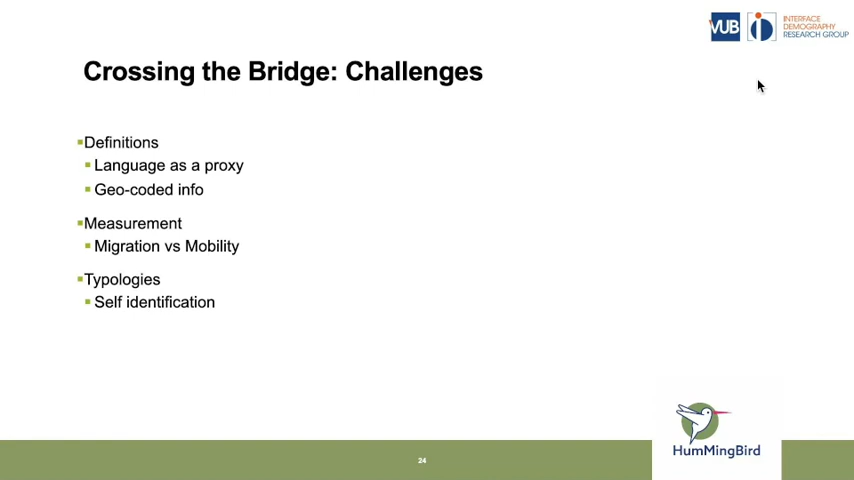 VUB
INTERFACE
DEMOGRAPHY
RESEARCH GROUP
Crossing the Bridge: Challenges
Definitions
Language as a proxy
Geo-coded info
Measurement
Migration vs Mobility
Typologies
Self identification
HumMingBird
24